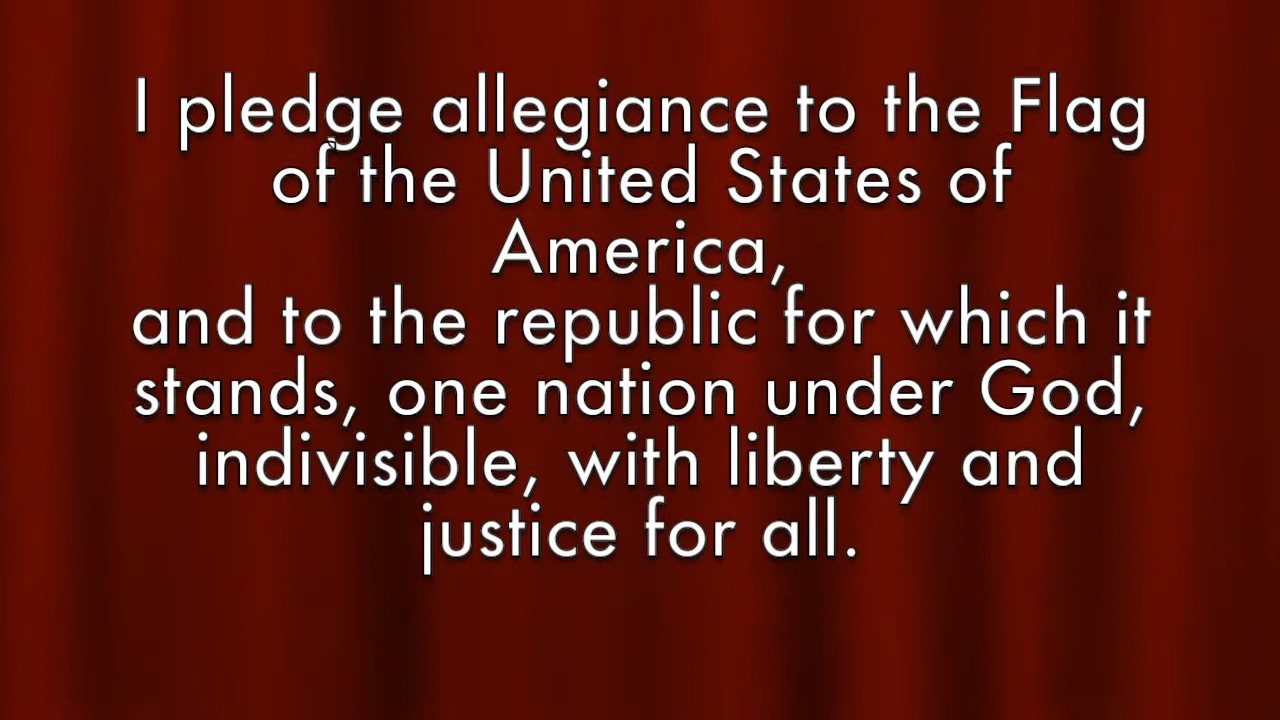 I pledge allegiance to the Flag
of the United States of
America,
and to the republic for which it
stands, one nation under God,
indivisible, with liberty and
justice for all.